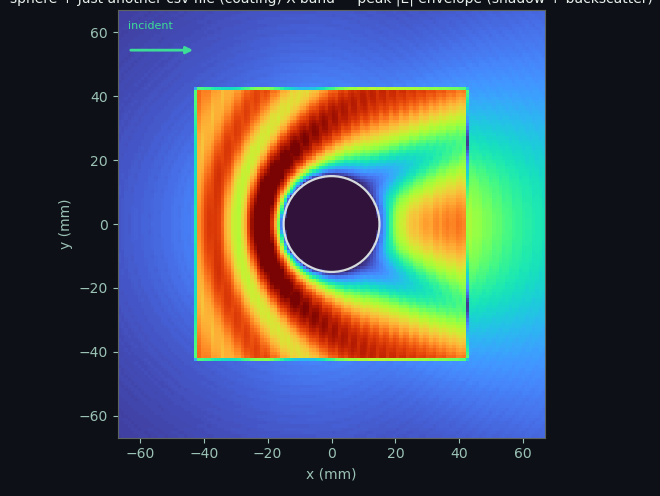 sphere + just another csv file (coating) X-band — peak |E| envelope (shadow + backscatter)
incident
60
40
20
0
−20
−40
−60
y (mm)
−60 −40 −20 0 20 40 60
x (mm)